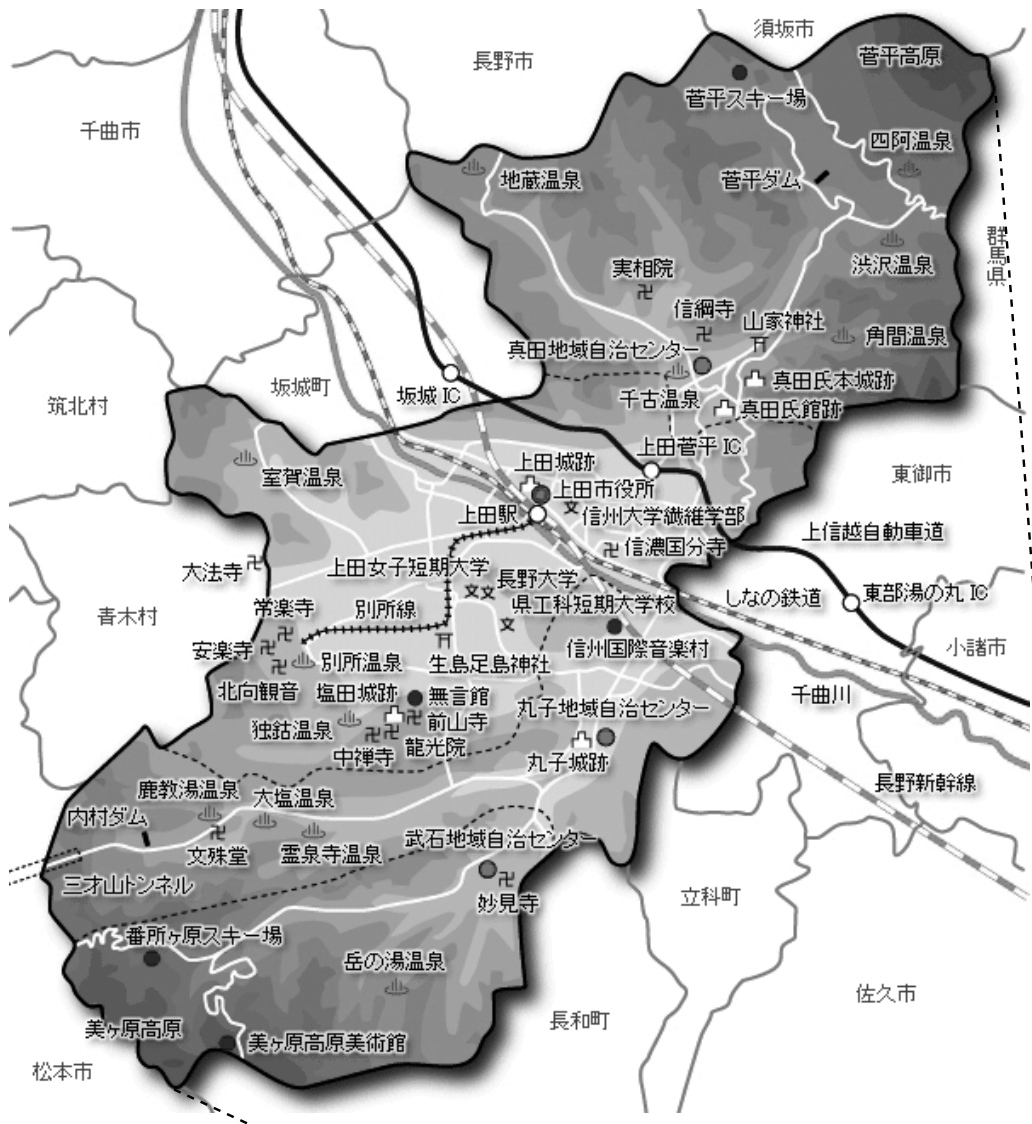 須坂市
長野市
菅平高原
菅平スキー場
千曲市
四阿温泉
地蔵温泉
菅平ダム
群馬県
渋沢温泉
実相院
信綱寺
山家神社
角間温泉
真田地域自治センター
坂城町
坂城 IC
千古温泉
真田氏本城跡
真田氏館跡
筑北村
上田菅平 IC
上田城跡
室賀温泉
東御市
上田市役所
上田駅
信州大学繊維学部
上信越自動車道
信濃国分寺
大法寺
上田女子短期大学
長野大学
県工科短期大学校
しなの鉄道
東部湯の丸 IC
青木村
常楽寺
別所線
安楽寺
別所温泉
生島足島神社
信州国際音楽村
小諸市
北向観音
塩田城跡
無言館
千曲川
独鈷温泉
前山寺
丸子地域自治センター
中禅寺
龍光院
丸子城跡
長野新幹線
鹿教湯温泉
大塩温泉
内村ダム
文殊堂
霊泉寺温泉
武石地域自治センター
三才山トンネル
妙見寺
立科町
番所ヶ原スキー場
岳の湯温泉
佐久市
美ヶ原高原
美ヶ原高原美術館
長和町
松本市